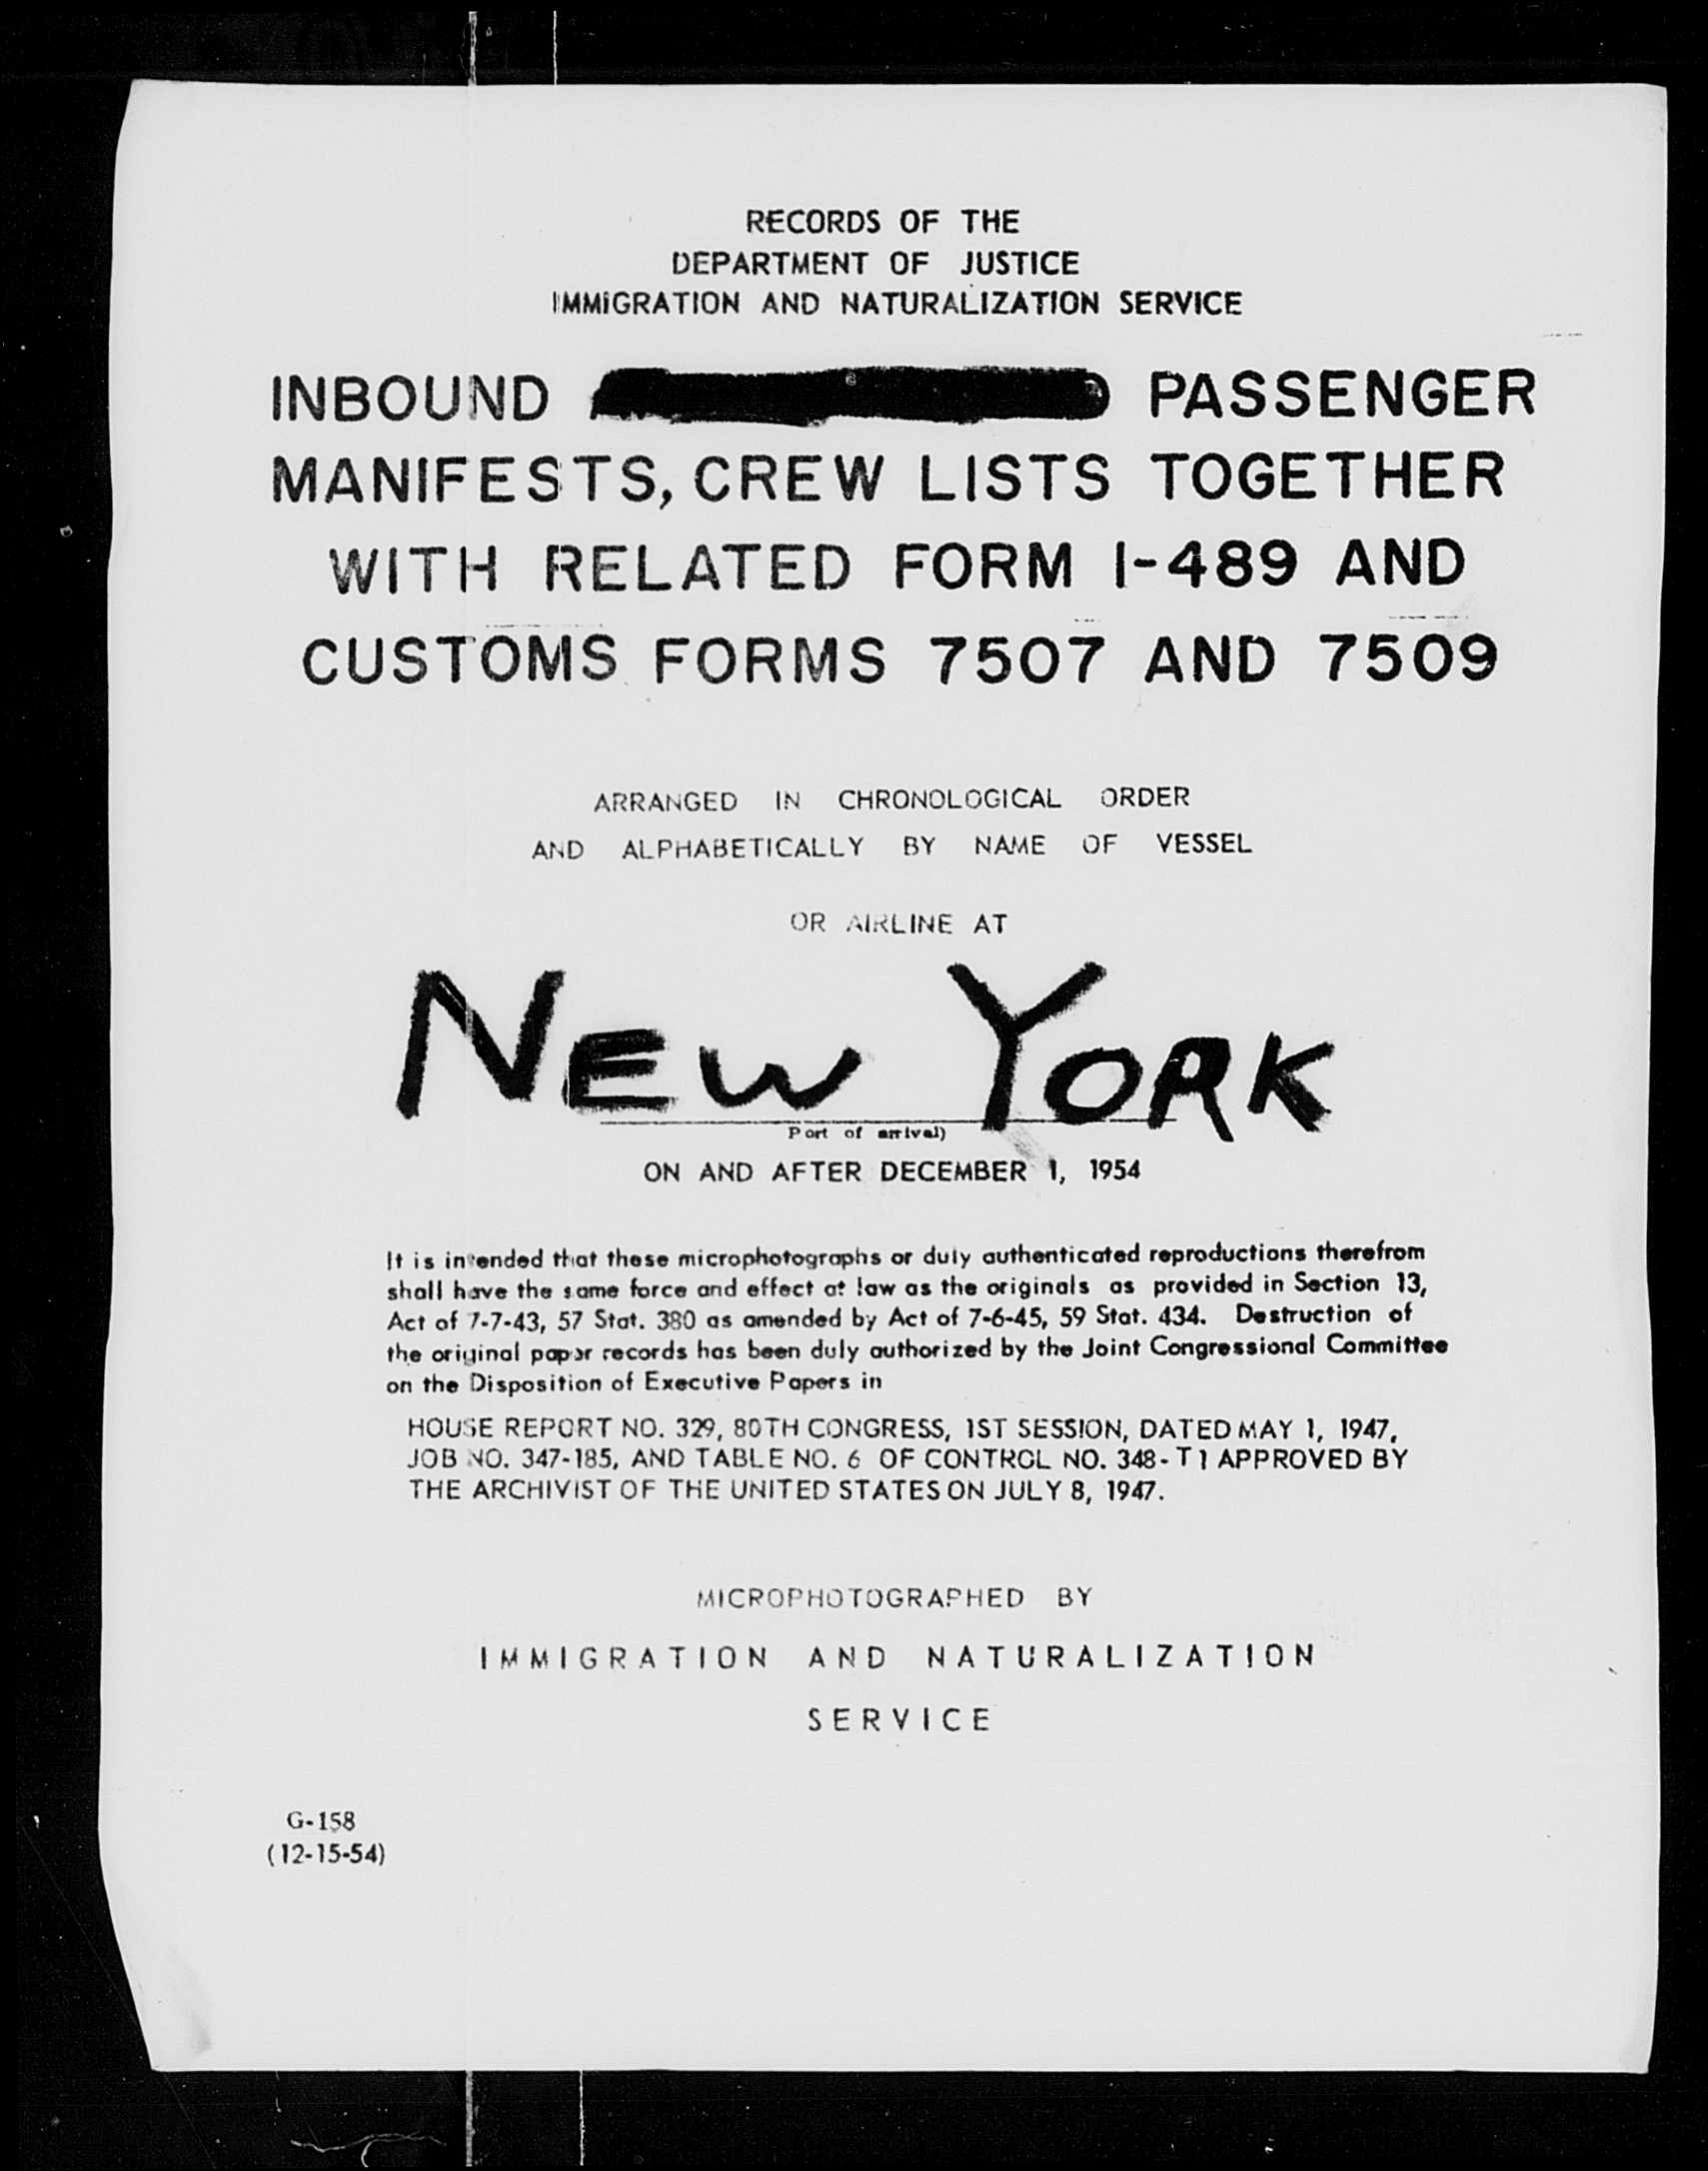 RECORDS OF THE
DEPARTMENT OF JUSTICE
IMMIGRATION AND NATURALIZATION SERVICE
INBOUND PASSENGER
MANIFESTS, CREW LISTS TOGETHER
WITH RELATED FORM I-489 AND
CUSTOMS FORMS 7507 AND 7509
ARRANGED IN CHRONOLOGICAL ORDER
AND ALPHABETICALLY BY NAME OF VESSEL
OR AIRLINE AT
NEW YORK
Port of arrival)
ON AND AFTER DECEMBER 1, 1954
It is intended that these microphotographs or duly authenticated reproductions therefrom
shall have the same force and effect at law as the originals as provided in Section 13,
Act of 7-7-43, 57 Stat. 380 as amended by Act of 7-6-45, 59 Stat. 434. Destruction of
the original paper records has been duly authorized by the Joint Congressional Committee
on the Disposition of Executive Papers in
HOUSE REPORT NO. 329, 80TH CONGRESS, 1ST SESSION, DATED MAY 1, 1947,
JOB NO. 347-185, AND TABLE NO. 6 OF CONTROL NO. 348-T1 APPROVED BY
THE ARCHIVIST OF THE UNITED STATES ON JULY 8, 1947.
MICROPHOTOGRAPHED BY
IMMIGRATION AND NATURALIZATION
SERVICE
G-158
(12-15-54)